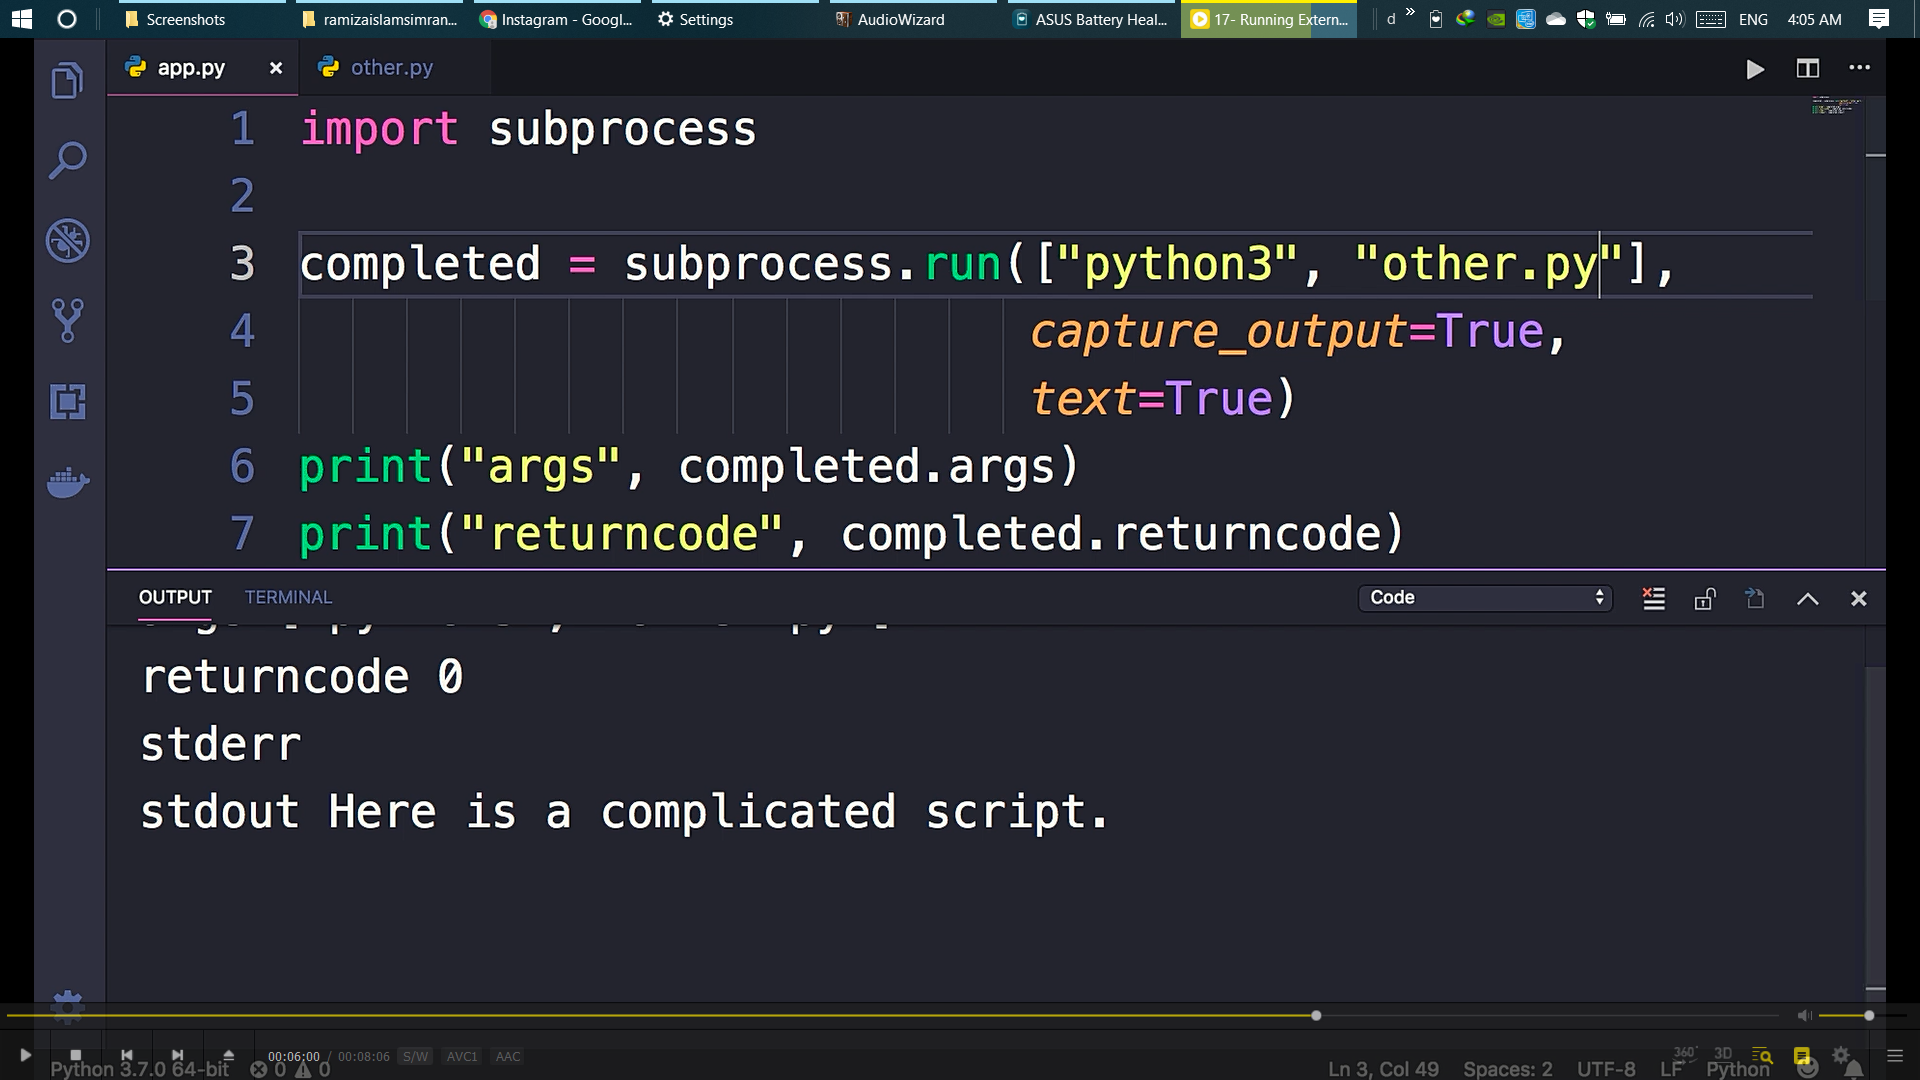 Screenshots
ramizaislamsimran,...
Instagram - Googl...
Settings
AudioWizard
ASUS Battery Heal...
17- Running Extern...
d
»
ENG
4:05 AM
app.py
other.py
1 import subprocess
2
3 completed = subprocess.run(["python3", "other.py"],
4 capture_output=True,
5 text=True)
6 print("args", completed.args)
7 print("returncode", completed.returncode)
OUTPUT
TERMINAL
Code
returncode 0
stderr
stdout Here is a complicated script.
00:06:00 / 00:08:06 S/W AVC1 AAC
360° 3D
Python 3.7.0 64-bit 0 0
Ln 3, Col 49 Spaces: 2 UTF-8 LF Python